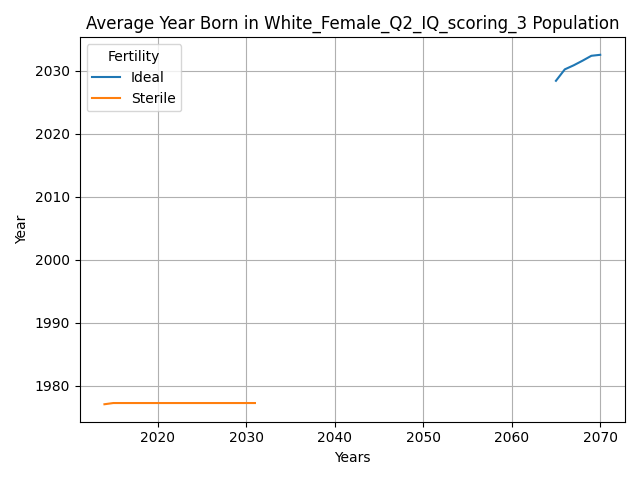 Average Year Born in White_Female_Q2_IQ_scoring_3 Population
Fertility
Ideal
Sterile
Year
2030
2020
2010
2000
1990
1980
2020 2030 2040 2050 2060 2070
Years